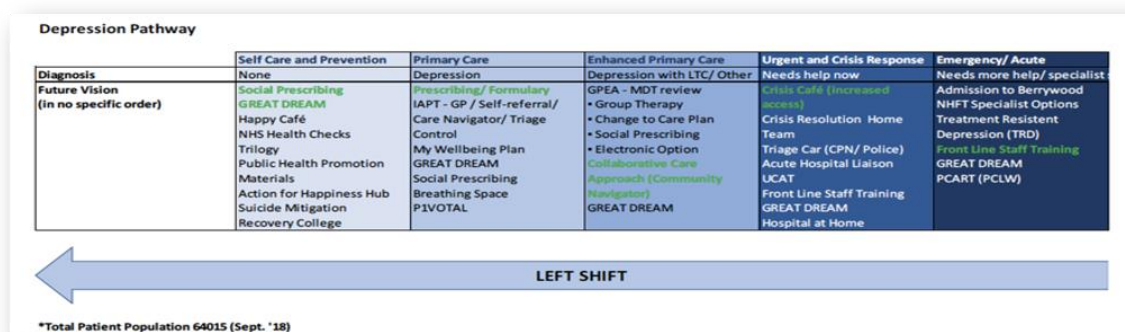 Depression Pathway
Self Care and Prevention Primary Care Enhanced Primary Care Urgent and Crisis Response Emergency/ Acute
Diagnosis None Depression Depression with LTC/ Other Needs help now Needs more help/ specialist
Future Vision
(in no specific order)
Social Prescribing
GREAT DREAM
Happy Café
NHS Health Checks
Trilogy
Public Health Promotion
Materials
Action for Happiness Hub
Suicide Mitigation
Recovery College
Prescribing/ Formulary
IAPT - GP / Self-referral/
Care Navigator/ Triage
Control
My Wellbeing Plan
GREAT DREAM
Social Prescribing
Breathing Space
P1VOTAL
GPEA - MDT review
• Group Therapy
• Change to Care Plan
• Social Prescribing
• Electronic Option
Collaborative Care
Approach (Community
Navigator)
GREAT DREAM
Crisis Café (increased
access)
Crisis Resolution Home
Team
Triage Car (CPN/ Police)
Acute Hospital Liaison
UCAT
Front Line Staff Training
GREAT DREAM
Hospital at Home
Admission to Berrywood
NHFT Specialist Options
Treatment Resistent
Depression (TRD)
Front Line Staff Training
GREAT DREAM
PCART (PCLW)
LEFT SHIFT
*Total Patient Population 64015 (Sept. '18)